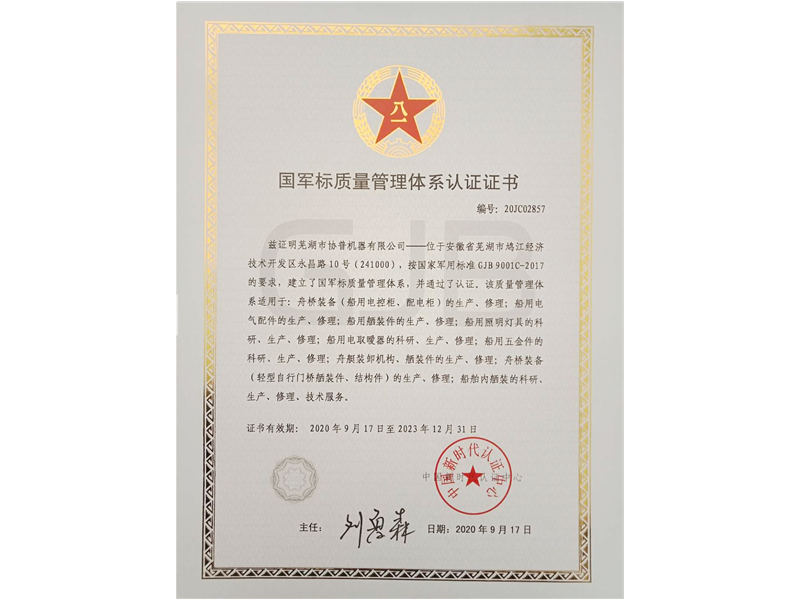 八一
国军标质量管理体系认证证书
编号：20JC02857
GJB
兹证明芜湖市协普机器有限公司——位于安徽省芜湖市鸠江经济
技术开发区永昌路10号(241000)，按国家军用标准GJB 9001C-2017
的要求，建立了国军标质量管理体系，并通过了认证。该质量管理体
系适用于：舟桥装备（船用电控柜、配电柜）的生产、修理；船用电
气配件的生产、修理；船用舾装件的生产、修理；船用照明灯具的科
研、生产、修理；船用电取暖器的科研、生产、修理；船用五金件的
科研、生产、修理；舟艇装卸机构、舾装件的生产、修理；舟桥装备
（轻型自行门桥舾装件、结构件）的生产、修理；船舶内舾装的科研、
生产、修理、技术服务。
证书有效期：2020年9月17日至2023年12月31日
中国新时代认证中心
中国新时代认证中心
主任：
日期：2020年9月17日